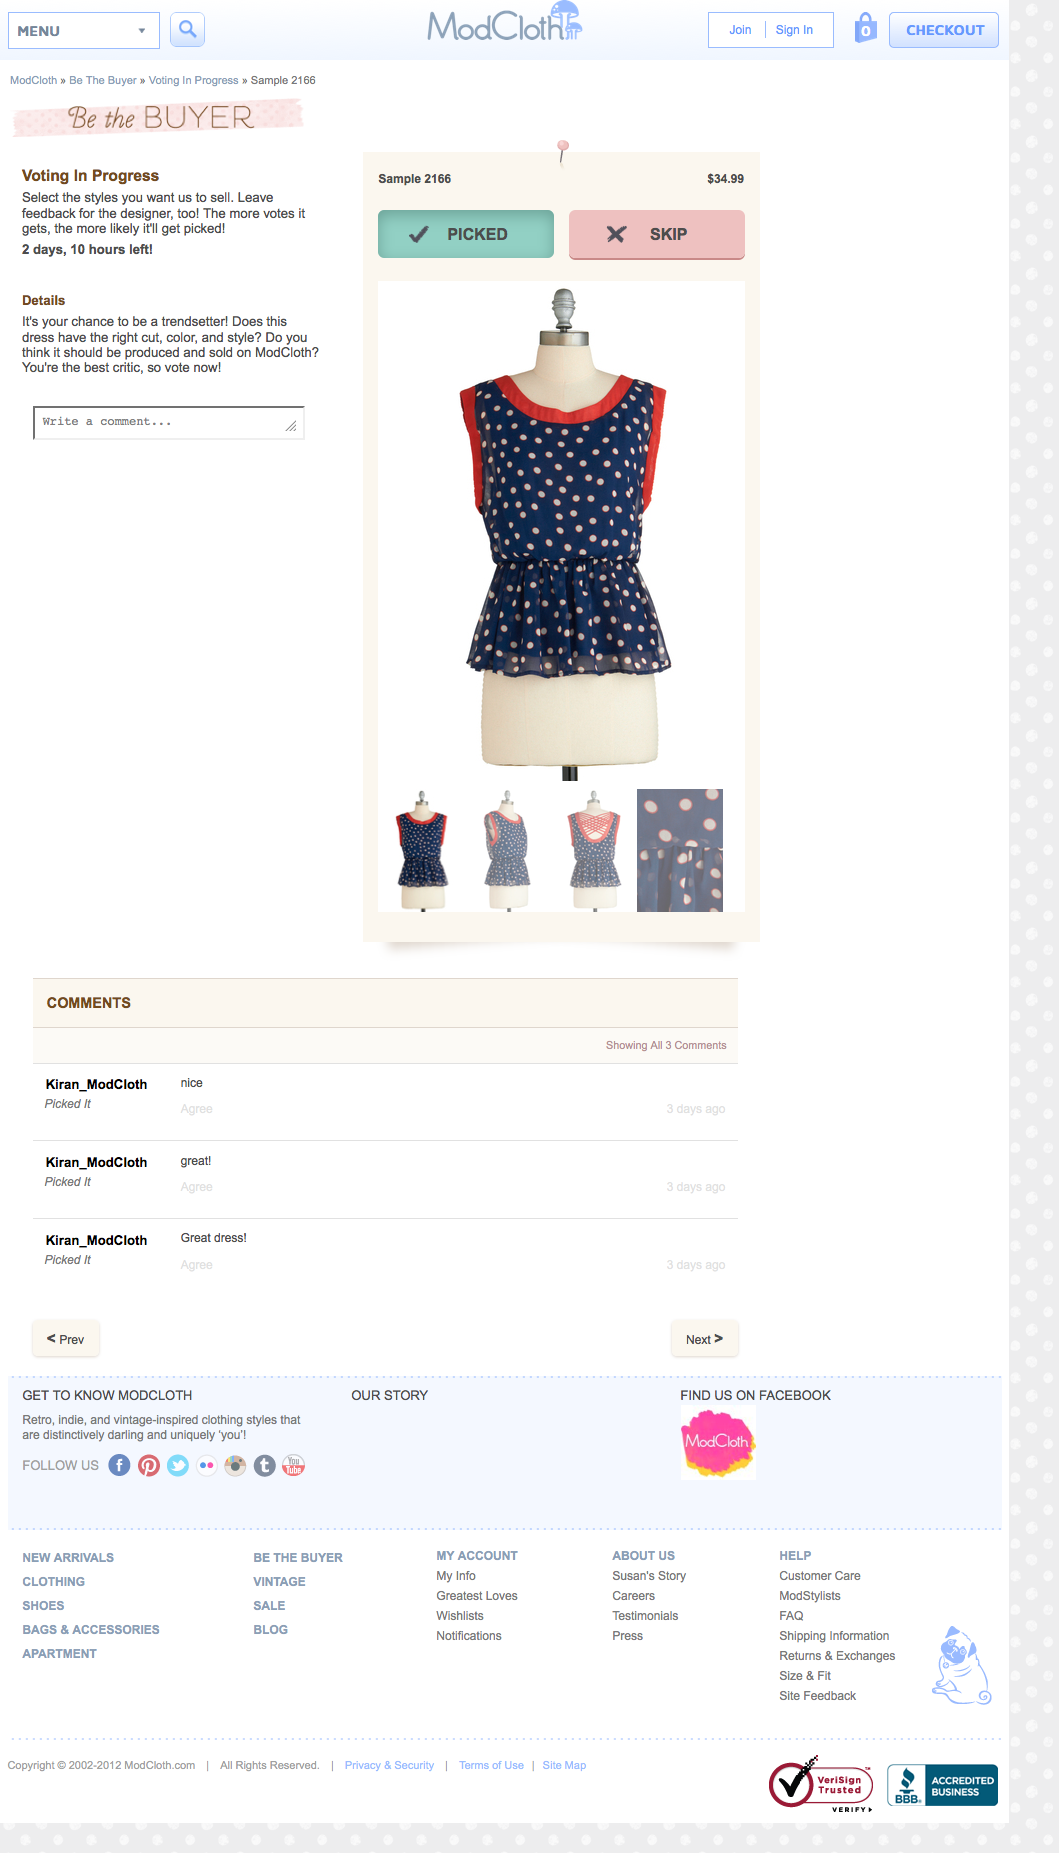 MENU
ModCloth
Join
Sign In
0
CHECKOUT
ModCloth » Be The Buyer » Voting In Progress » Sample 2166
Be the BUYER
Voting In Progress
Select the styles you want us to sell. Leave
feedback for the designer, too! The more votes it
gets, the more likely it'll get picked!
2 days, 10 hours left!
Details
It's your chance to be a trendsetter! Does this
dress have the right cut, color, and style? Do you
think it should be produced and sold on ModCloth?
You're the best critic, so vote now!
Write a comment...
Sample 2166
$34.99
PICKED
SKIP
COMMENTS
Showing All 3 Comments
Kiran_ModCloth
nice
Picked It
Agree
3 days ago
Kiran_ModCloth
great!
Picked It
Agree
3 days ago
Kiran_ModCloth
Great dress!
Picked It
Agree
3 days ago
< Prev
Next >
GET TO KNOW MODCLOTH
Retro, indie, and vintage-inspired clothing styles that
are distinctively darling and uniquely ‘you’!
FOLLOW US
f
P
t
You
Tube
OUR STORY
FIND US ON FACEBOOK
ModCloth
NEW ARRIVALS
CLOTHING
SHOES
BAGS & ACCESSORIES
APARTMENT
BE THE BUYER
VINTAGE
SALE
BLOG
MY ACCOUNT
My Info
Greatest Loves
Wishlists
Notifications
ABOUT US
Susan's Story
Careers
Testimonials
Press
HELP
Customer Care
ModStylists
FAQ
Shipping Information
Returns & Exchanges
Size & Fit
Site Feedback
Copyright © 2002-2012 ModCloth.com | All Rights Reserved. | Privacy & Security | Terms of Use | Site Map
VeriSign
Trusted
VERIFY
BBB
ACCREDITED
BUSINESS